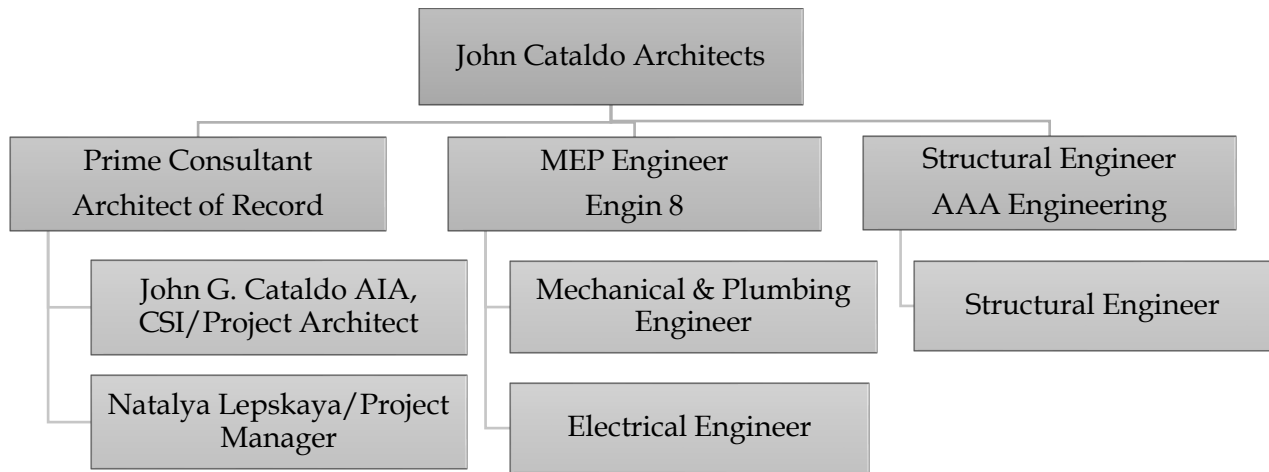 John Cataldo Architects
Prime Consultant
Architect of Record
MEP Engineer
Engin 8
Structural Engineer
AAA Engineering
John G. Cataldo AIA,
CSI/Project Architect
Natalya Lepskaya/Project
Manager
Mechanical & Plumbing
Engineer
Electrical Engineer
Structural Engineer